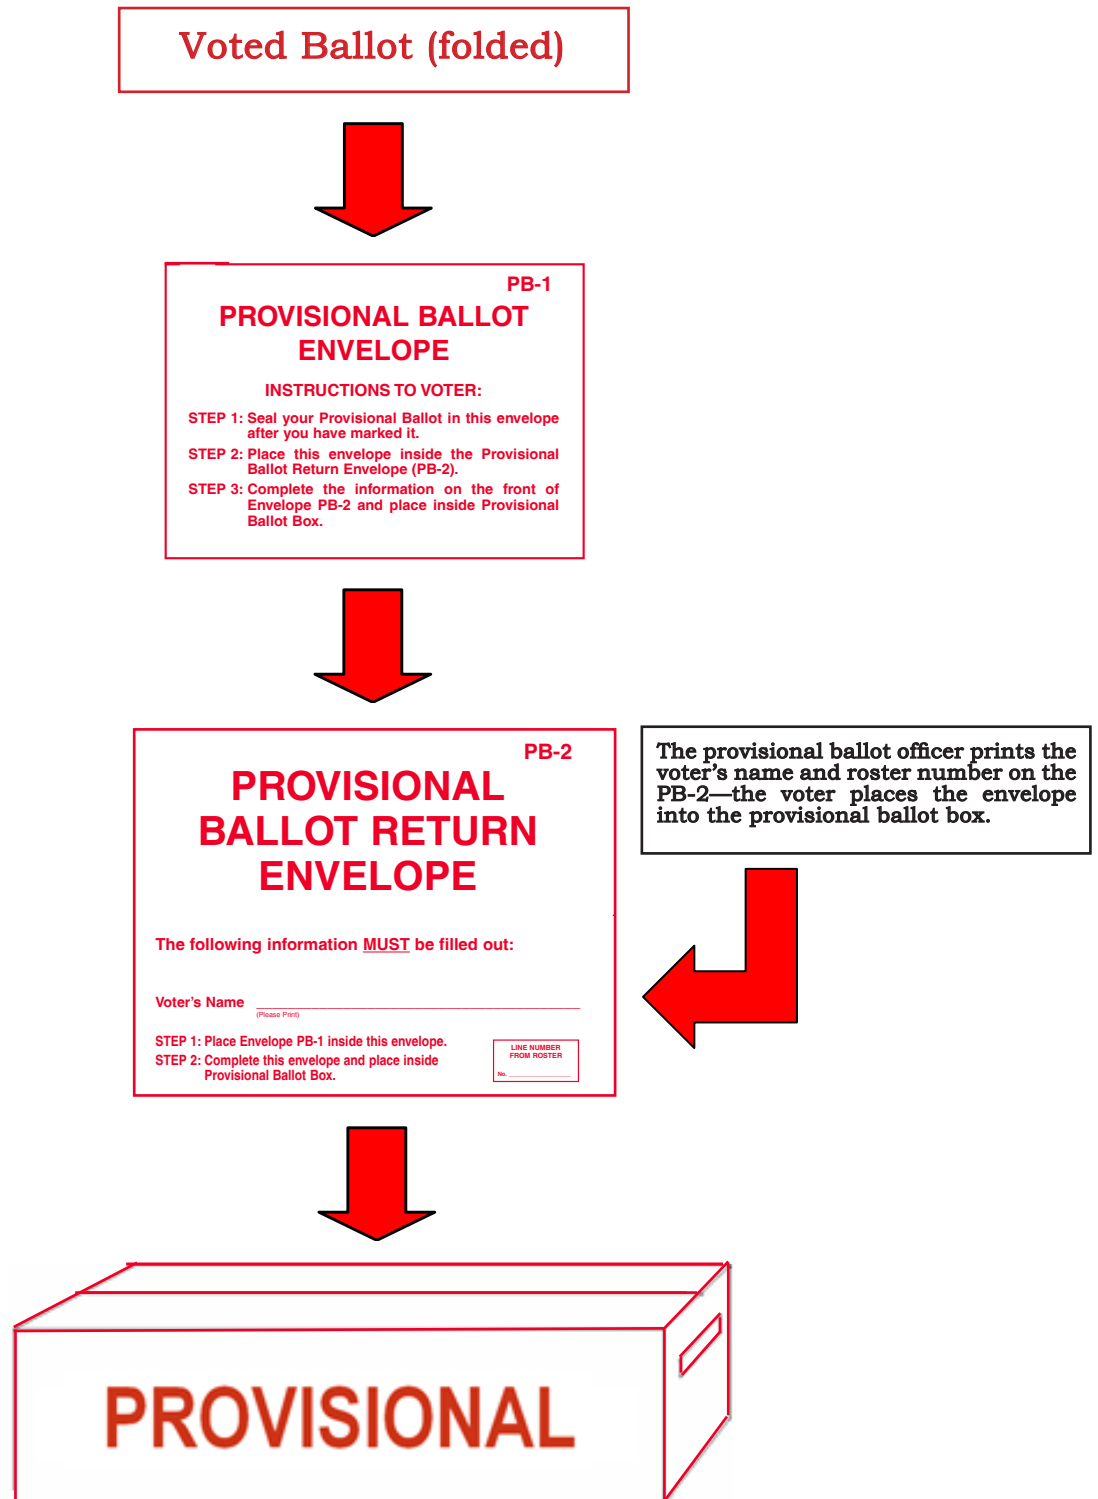 Voted Ballot (folded)
PB-1
PROVISIONAL BALLOT
ENVELOPE
INSTRUCTIONS TO VOTER:
STEP 1: Seal your Provisional Ballot in this envelope
after you have marked it.
STEP 2: Place this envelope inside the Provisional
Ballot Return Envelope (PB-2).
STEP 3: Complete the information on the front of
Envelope PB-2 and place inside Provisional
Ballot Box.
PB-2
PROVISIONAL
BALLOT RETURN
ENVELOPE
The following information MUST be filled out:
Voter's Name ____________________
(Please Print)
STEP 1: Place Envelope PB-1 inside this envelope.
STEP 2: Complete this envelope and place inside
Provisional Ballot Box.
LINE NUMBER
FROM ROSTER
No. ____________________
The provisional ballot officer prints the
voter's name and roster number on the
PB-2—the voter places the envelope
into the provisional ballot box.
PROVISIONAL